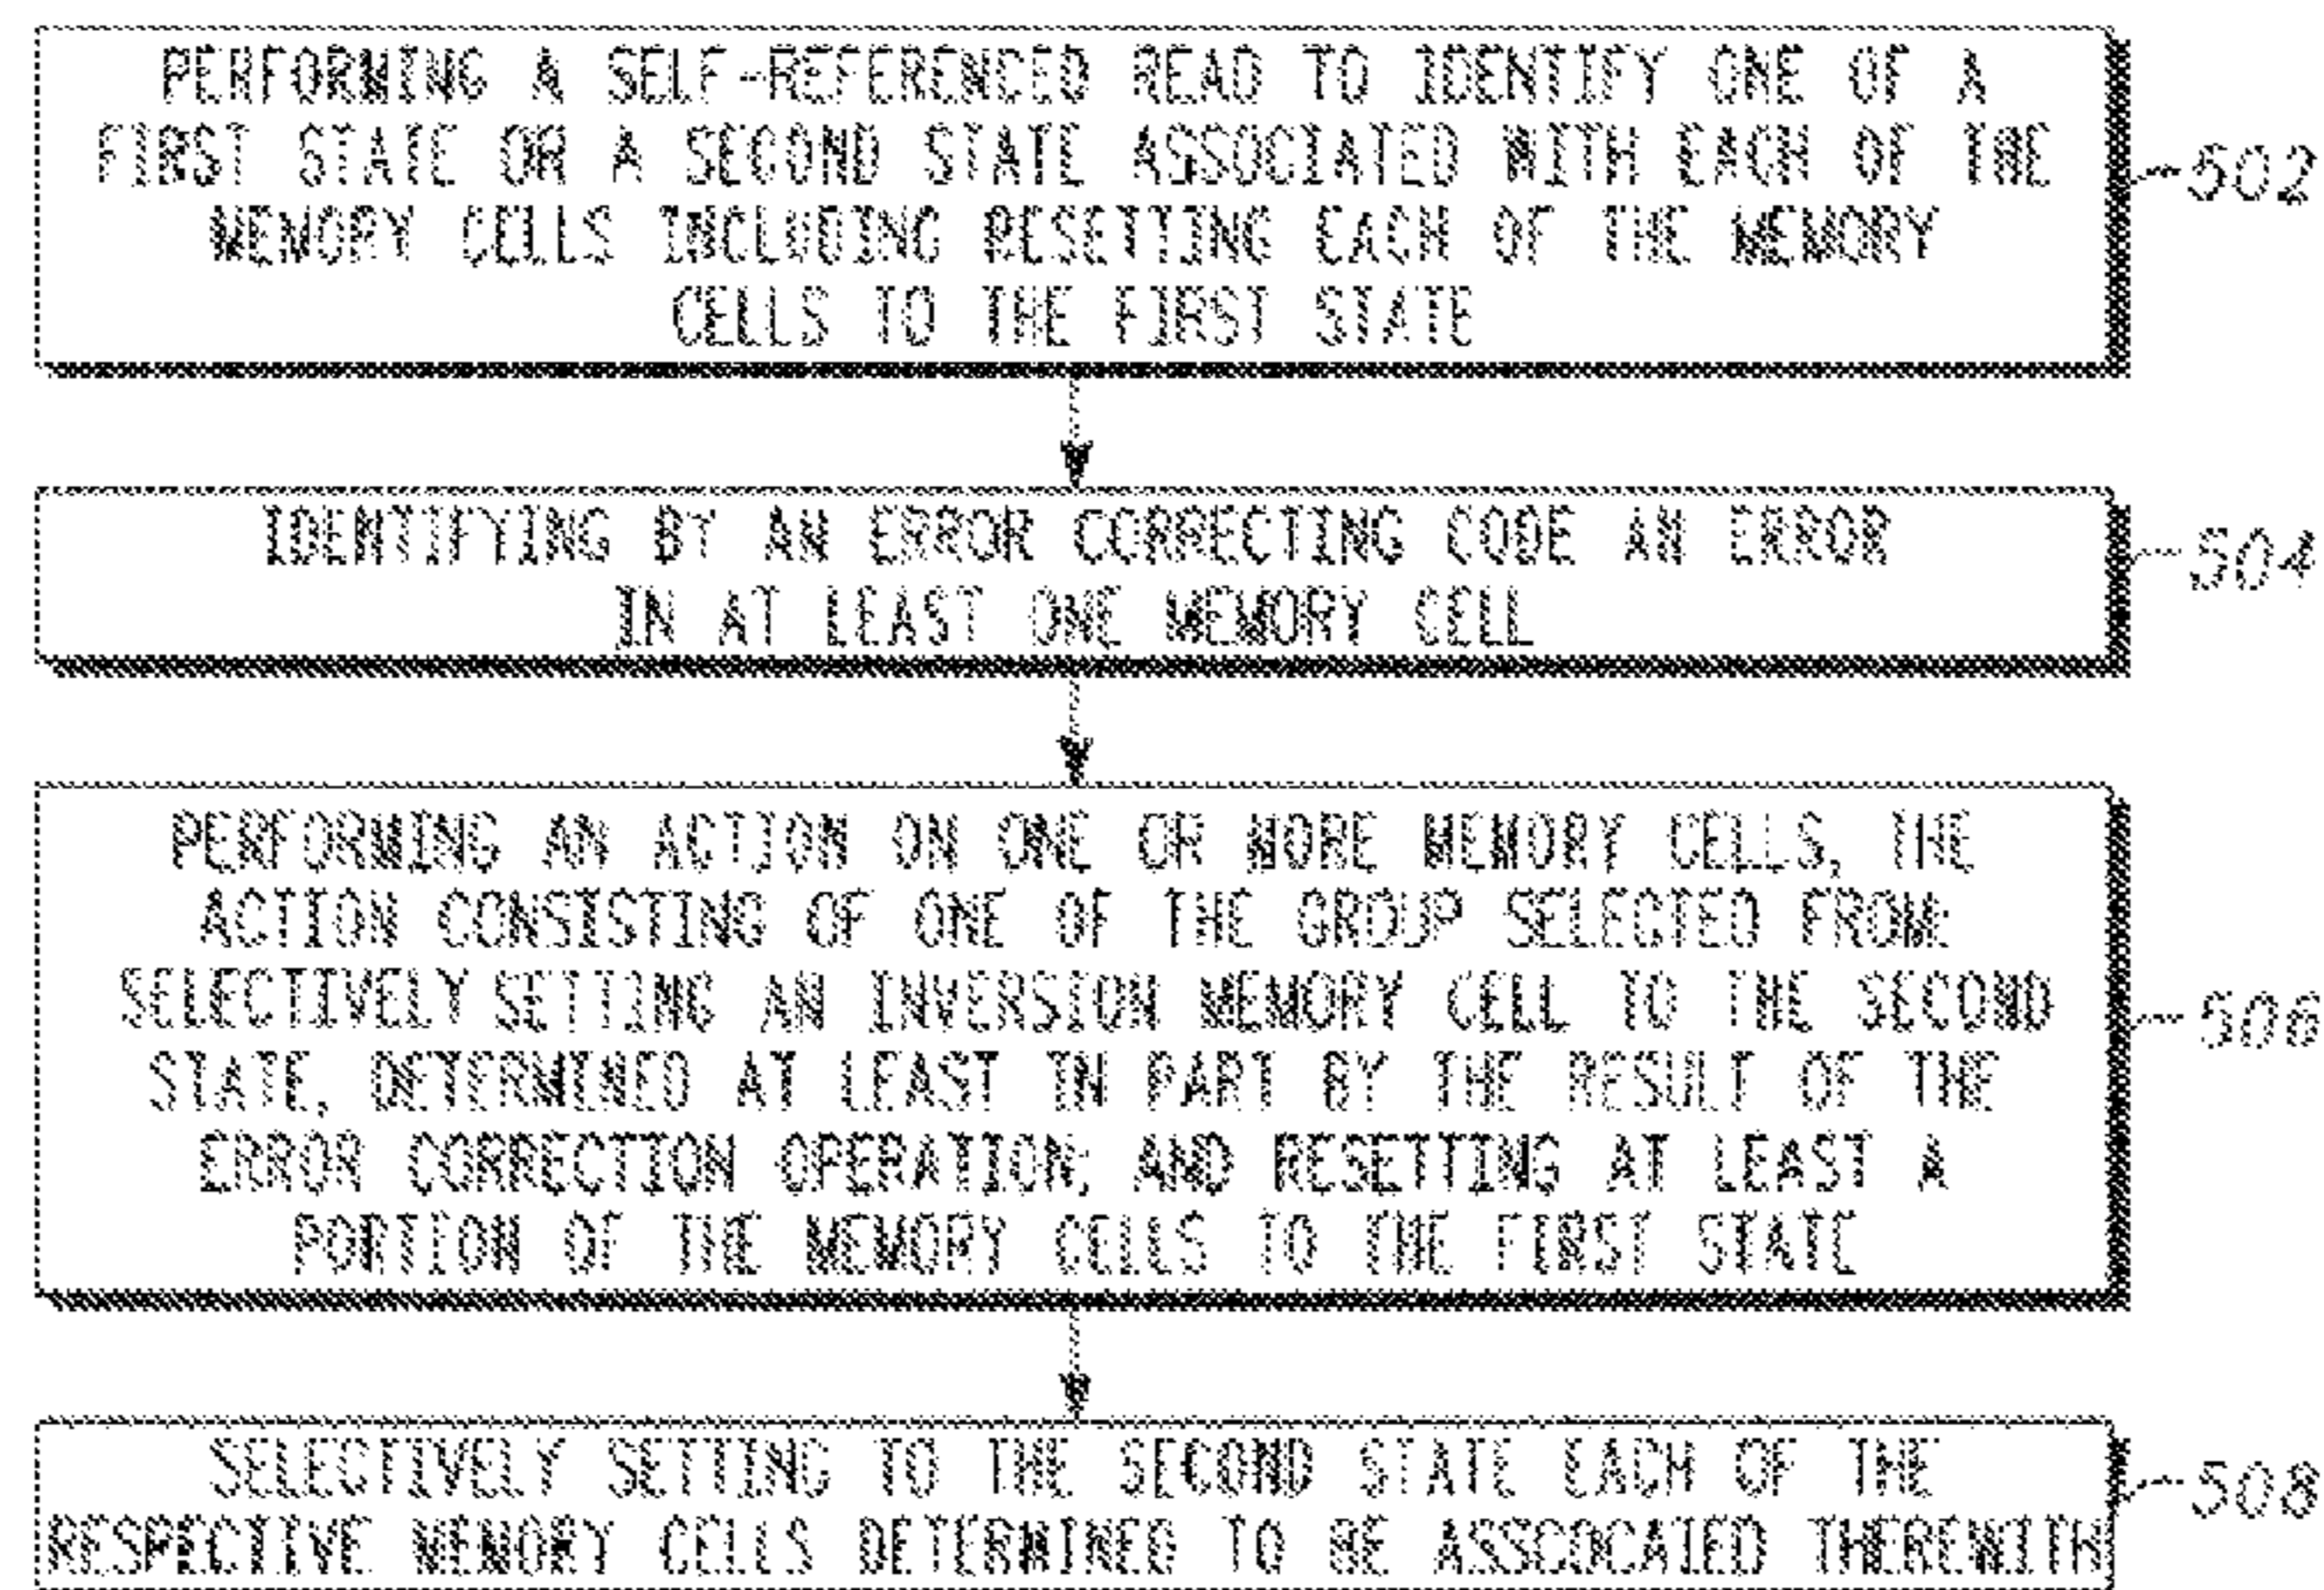 PERFORMING A SELF-REFERENCED READ TO IDENTIFY ONE OF A
FIRST STATE OR A SECOND STATE ASSOCIATED WITH EACH OF THE
MEMORY CELLS INCLUDING RESETTING EACH OF THE MEMORY
CELLS TO THE FIRST STATE
502
IDENTIFYING BY AN ERROR CORRECTING CODE AN ERROR
IN AT LEAST ONE MEMORY CELL
504
PERFORMING AN ACTION ON ONE OR MORE MEMORY CELLS, THE
ACTION CONSISTING OF ONE OF THE GROUP SELECTED FROM:
SELECTIVELY SETTING AN INVERSION MEMORY CELL TO THE SECOND
STATE, DETERMINED AT LEAST IN PART BY THE RESULT OF THE
ERROR CORRECTION OPERATION; AND RESETTING AT LEAST A
PORTION OF THE MEMORY CELLS TO THE FIRST STATE
506
SELECTIVELY SETTING TO THE SECOND STATE EACH OF THE
RESPECTIVE MEMORY CELLS DETERMINED TO BE ASSCOCAIED THEREWITH
508